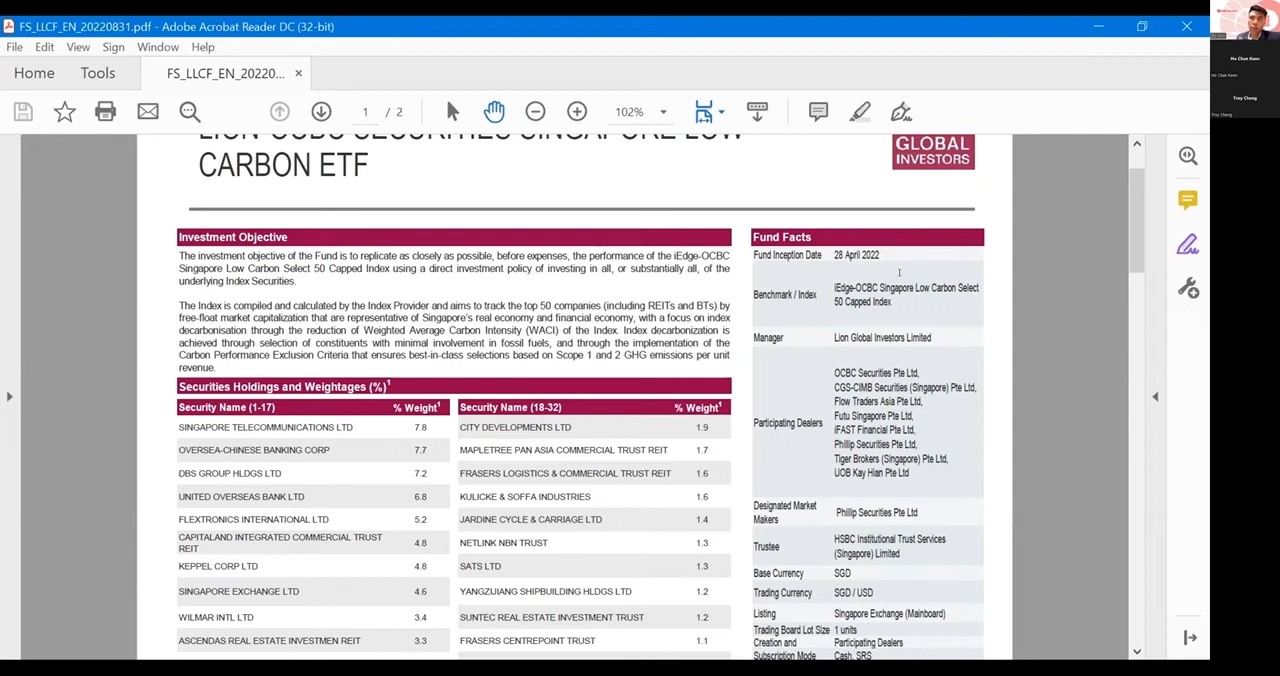 FS_LLCF_EN_20220831.pdf - Adobe Acrobat Reader DC (32-bit)
File Edit View Sign Window Help
Home Tools FS_LLCF_EN_20220... ×
1 / 2 102%
LION-OCBC SECURITIES SINGAPORE LOW
CARBON ETF
GLOBAL
INVESTORS
Investment Objective
The investment objective of the Fund is to replicate as closely as possible, before expenses, the performance of the iEdge-OCBC
Singapore Low Carbon Select 50 Capped Index using a direct investment policy of investing in all, or substantially all, of the
underlying Index Securities.
The Index is compiled and calculated by the Index Provider and aims to track the top 50 companies (including REITs and BTs) by
free-float market capitalization that are representative of Singapore's real economy and financial economy, with a focus on index
decarbonisation through the reduction of Weighted Average Carbon Intensity (WACI) of the Index. Index decarbonization is
achieved through selection of constituents with minimal involvement in fossil fuels, and through the implementation of the
Carbon Performance Exclusion Criteria that ensures best-in-class selections based on Scope 1 and 2 GHG emissions per unit
revenue.
Securities Holdings and Weightages (%)1
Security Name (1-17) % Weight1 Security Name (18-32) % Weight1
SINGAPORE TELECOMMUNICATIONS LTD 7.8 CITY DEVELOPMENTS LTD 1.9
OVERSEA-CHINESE BANKING CORP 7.7 MAPLETREE PAN ASIA COMMERCIAL TRUST REIT 1.7
DBS GROUP HLDGS LTD 7.2 FRASERS LOGISTICS & COMMERCIAL TRUST REIT 1.6
UNITED OVERSEAS BANK LTD 6.8 KULICKE & SOFFA INDUSTRIES 1.6
FLEXTRONICS INTERNATIONAL LTD 5.2 JARDINE CYCLE & CARRIAGE LTD 1.4
CAPITALAND INTEGRATED COMMERCIAL TRUST
REIT 4.8 NETLINK NBN TRUST 1.3
KEPPEL CORP LTD 4.8 SATS LTD 1.3
SINGAPORE EXCHANGE LTD 4.6 YANGZIJIANG SHIPBUILDING HLDGS LTD 1.2
WILMAR INTL LTD 3.4 SUNTEC REAL ESTATE INVESTMENT TRUST 1.2
ASCENDAS REAL ESTATE INVESTMEN REIT 3.3 FRASERS CENTREPOINT TRUST 1.1
Fund Facts
Fund Inception Date 28 April 2022
Benchmark / Index iEdge-OCBC Singapore Low Carbon Select
50 Capped Index
Manager Lion Global Investors Limited
Participating Dealers OCBC Securities Pte Ltd,
CGS-CIMB Securities (Singapore) Pte Ltd,
Flow Traders Asia Pte Ltd,
Futu Singapore Pte Ltd,
iFAST Financial Pte Ltd,
Phillip Securities Pte Ltd,
Tiger Brokers (Singapore) Pte Ltd,
UOB Kay Hian Pte Ltd
Designated Market
Makers Phillip Securities Pte Ltd
Trustee HSBC Institutional Trust Services
(Singapore) Limited
Base Currency SGD
Trading Currency SGD / USD
Listing Singapore Exchange (Mainboard)
Trading Board Lot Size 1 units
Creation and Participating Dealers
Subscription Mode Cash, SRS
Ho Chan Keen
Ho Chan Keen
Troy Cheng
Troy Cheng